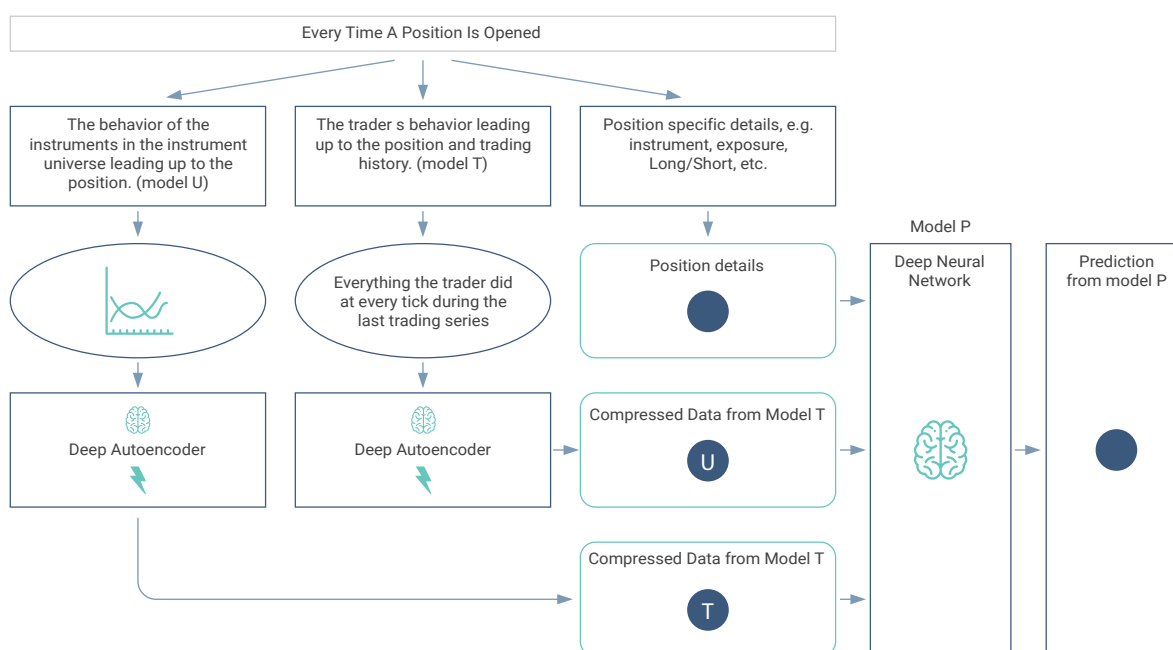 Every Time A Position Is Opened
The behavior of the
instruments in the instrument
universe leading up to the
position. (model U)
The trader s behavior leading
up to the position and trading
history. (model T)
Position specific details, e.g.
instrument, exposure,
Long/Short, etc.
Everything the trader did
at every tick during the
last trading series
Position details
Model P
Deep Neural
Network
Prediction
from model P
Deep Autoencoder
Deep Autoencoder
Compressed Data from Model T
U
Compressed Data from Model T
T